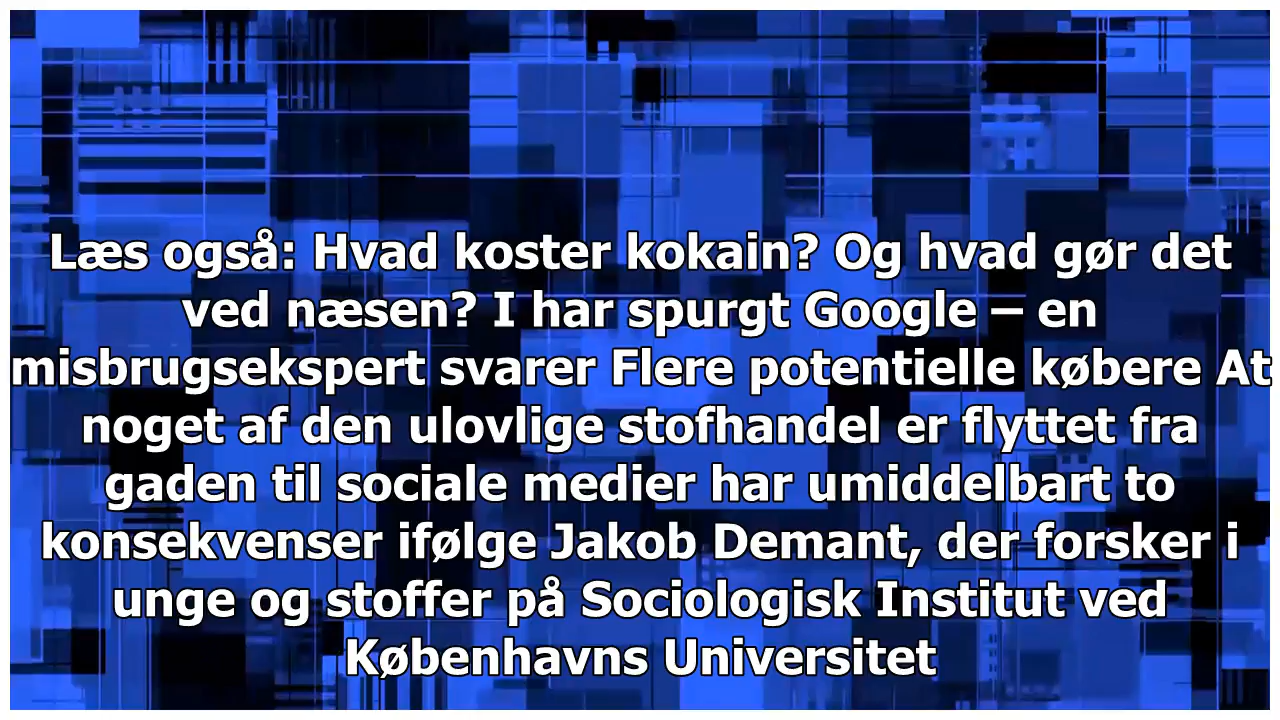 Læs også: Hvad koster kokain? Og hvad gør det
ved næsen? I har spurgt Google – en
misbrugsekspert svarer Flere potentielle købere At
noget af den ulovlige stofhandel er flyttet fra
gaden til sociale medier har umiddelbart to
konsekvenser ifølge Jakob Demant, der forsker i
unge og stoffer på Sociologisk Institut ved
Københavns Universitet